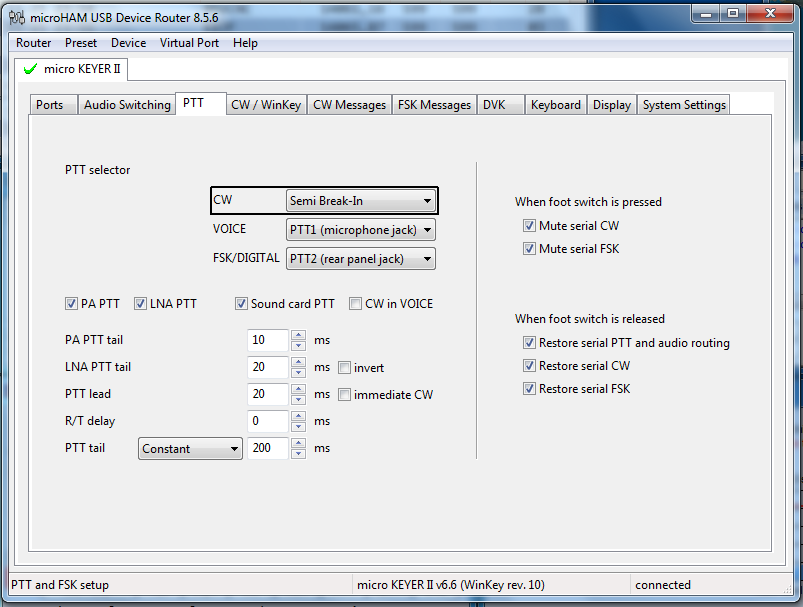 microHAM USB Device Router 8.5.6
Router Preset Device Virtual Port Help
micro KEYER II
Ports Audio Switching PTT CW / WinKey CW Messages FSK Messages DVK Keyboard Display System Settings
PTT selector
CW Semi Break-In
VOICE PTT1 (microphone jack)
FSK/DIGITAL PTT2 (rear panel jack)
PA PTT LNA PTT Sound card PTT CW in VOICE
PA PTT tail 10 ms
LNA PTT tail 20 ms invert
PTT lead 20 ms immediate CW
R/T delay 0 ms
PTT tail Constant 200 ms
When foot switch is pressed
Mute serial CW
Mute serial FSK
When foot switch is released
Restore serial PTT and audio routing
Restore serial CW
Restore serial FSK
PTT and FSK setup micro KEYER II v6.6 (WinKey rev. 10) connected